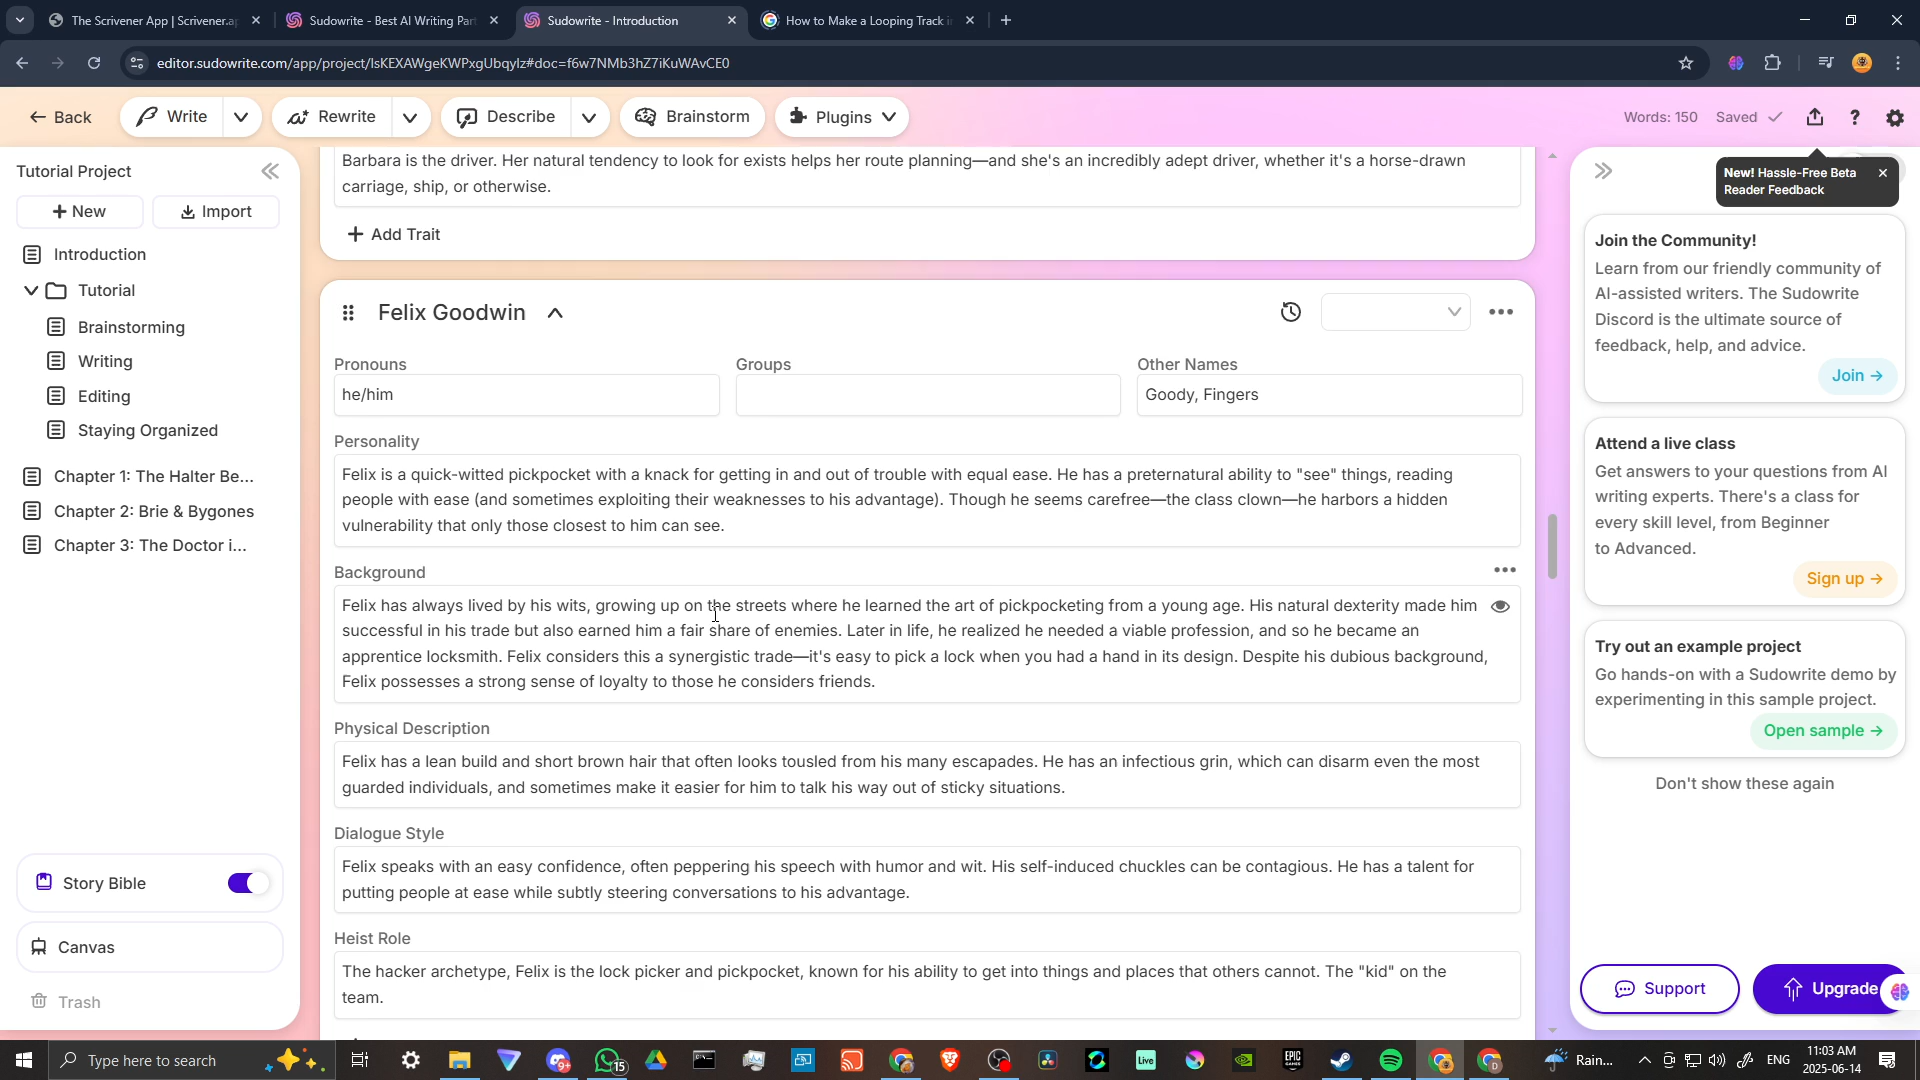 The Scrivener App | Scrivener.ap
Sudowrite - Best AI Writing Par
Sudowrite - Introduction
How to Make a Looping Track i
editor.sudowrite.com/app/project/IsKEXAWgeKWPxgUbqylz#doc=f6w7NMb3hZ7iKuWAvCE0
Back
Write
Rewrite
Describe
Brainstorm
Plugins
Words: 150
Saved
Tutorial Project
New
Import
Introduction
Tutorial
Brainstorming
Writing
Editing
Staying Organized
Chapter 1: The Halter Be...
Chapter 2: Brie & Bygones
Chapter 3: The Doctor i...
Story Bible
Canvas
Trash
Barbara is the driver. Her natural tendency to look for exists helps her route planning—and she's an incredibly adept driver, whether it's a horse-drawn
carriage, ship, or otherwise.
Add Trait
Felix Goodwin
Pronouns
Groups
Other Names
he/him
Goody, Fingers
Personality
Felix is a quick-witted pickpocket with a knack for getting in and out of trouble with equal ease. He has a preternatural ability to "see" things, reading
people with ease (and sometimes exploiting their weaknesses to his advantage). Though he seems carefree—the class clown—he harbors a hidden
vulnerability that only those closest to him can see.
Background
Felix has always lived by his wits, growing up on the streets where he learned the art of pickpocketing from a young age. His natural dexterity made him
successful in his trade but also earned him a fair share of enemies. Later in life, he realized he needed a viable profession, and so he became an
apprentice locksmith. Felix considers this a synergistic trade—it's easy to pick a lock when you had a hand in its design. Despite his dubious background,
Felix possesses a strong sense of loyalty to those he considers friends.
Physical Description
Felix has a lean build and short brown hair that often looks tousled from his many escapades. He has an infectious grin, which can disarm even the most
guarded individuals, and sometimes make it easier for him to talk his way out of sticky situations.
Dialogue Style
Felix speaks with an easy confidence, often peppering his speech with humor and wit. His self-induced chuckles can be contagious. He has a talent for
putting people at ease while subtly steering conversations to his advantage.
Heist Role
The hacker archetype, Felix is the lock picker and pickpocket, known for his ability to get into things and places that others cannot. The "kid" on the
team.
New! Hassle-Free Beta
Reader Feedback
Join the Community!
Learn from our friendly community of
AI-assisted writers. The Sudowrite
Discord is the ultimate source of
feedback, help, and advice.
Join →
Attend a live class
Get answers to your questions from AI
writing experts. There's a class for
every skill level, from Beginner
to Advanced.
Sign up →
Try out an example project
Go hands-on with a Sudowrite demo by
experimenting in this sample project.
Open sample →
Don't show these again
Support
Upgrade
Type here to search
15
9+
Live
EPIC
GAMES
D
Rain...
ENG
11:03 AM
2025-06-14